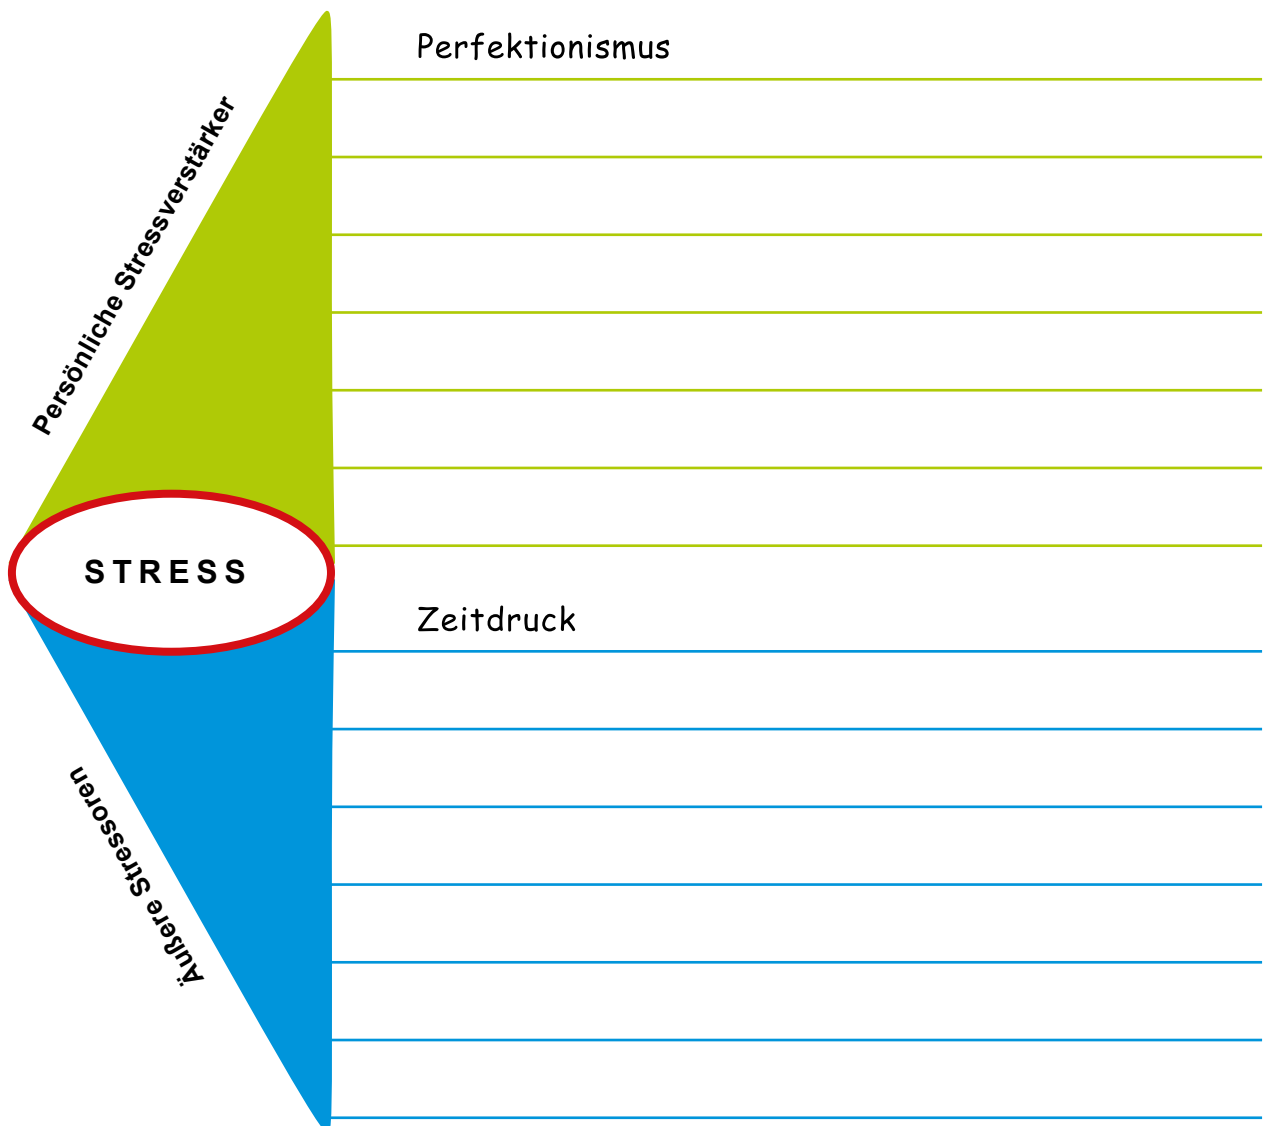 Perfektionismus
Persönliche Stressverstärker
STRESS
Zeitdruck
Äußere Stressoren